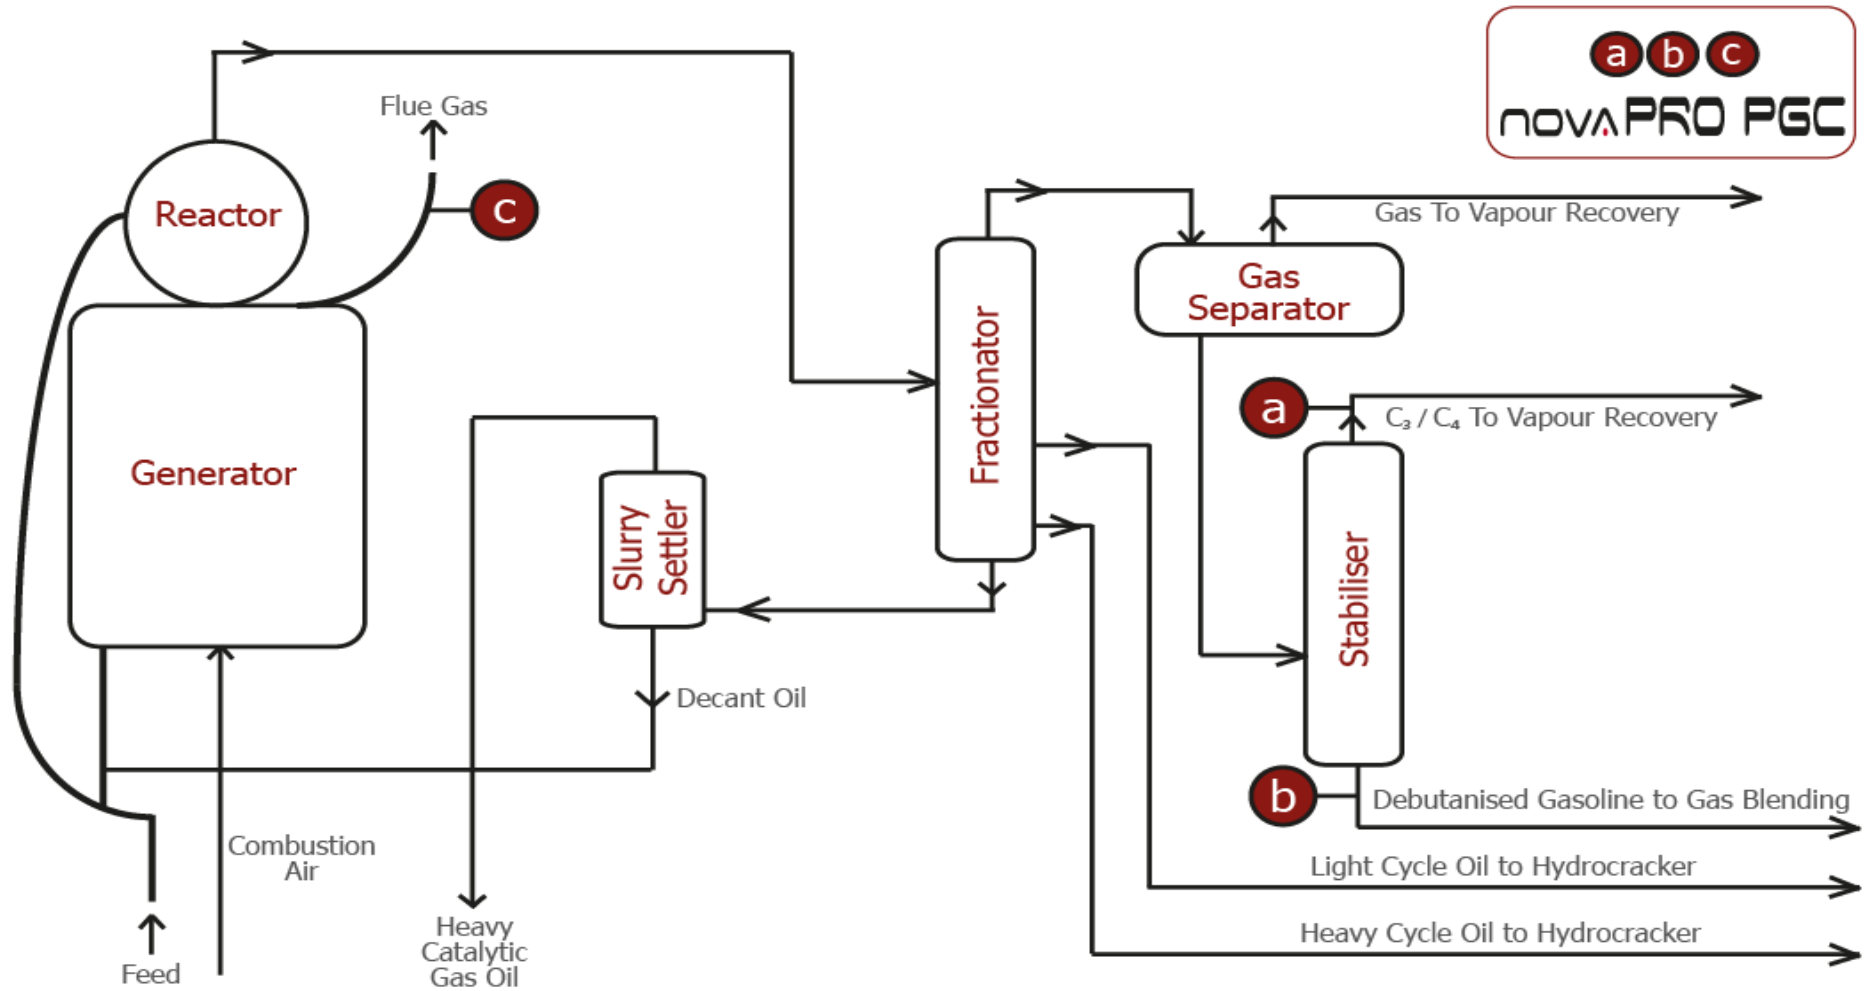 a b c
novaPRO PGC
Flue Gas
Reactor
c
Gas To Vapour Recovery
Gas
Separator
Fractionator
a
C₃ / C₄ To Vapour Recovery
Generator
Slurry
Settler
Stabiliser
Decant Oil
b
Debutanised Gasoline to Gas Blending
Combustion
Air
Light Cycle Oil to Hydrocracker
Heavy
Catalytic
Gas Oil
Heavy Cycle Oil to Hydrocracker
Feed